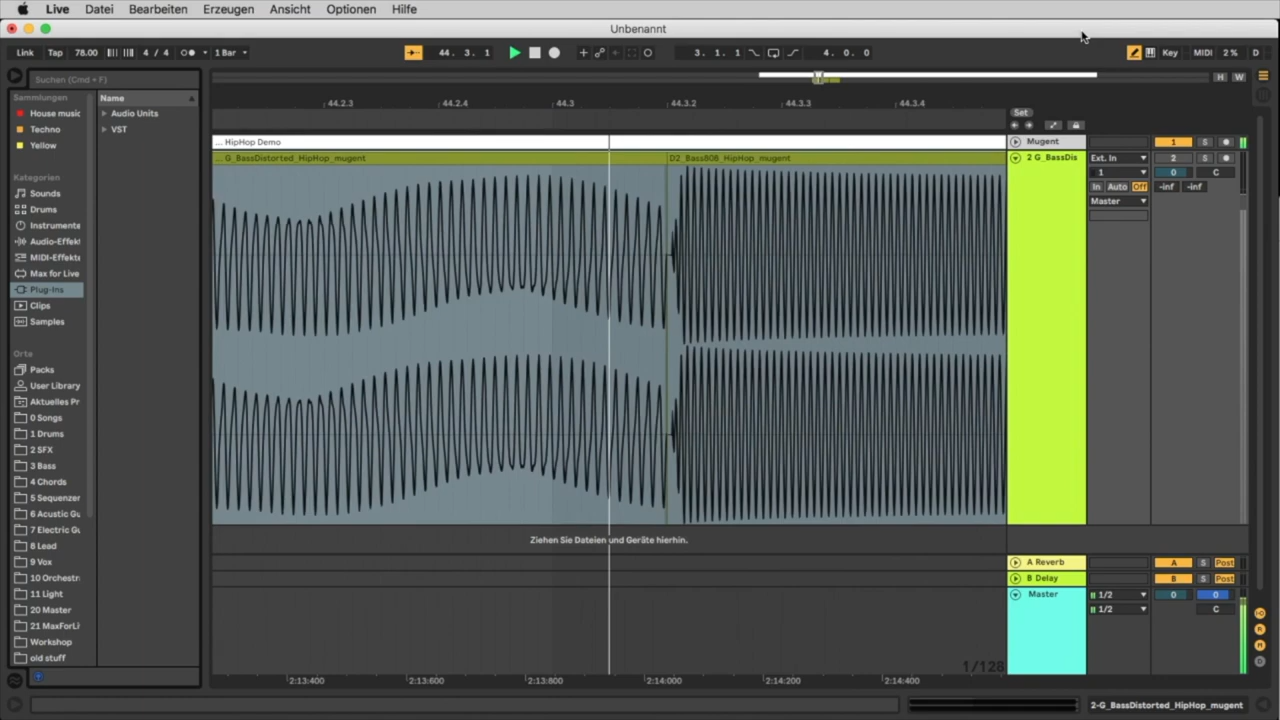 Live Datei Bearbeiten Erzeugen Ansicht Optionen Hilfe
Unbenannt
Link Tap 78.00 4 / 4 1 Bar 44. 3. 1 3. 1. 1 4. 0. 0 Key MIDI 2 % D
Suchen (Cmd + F)
H W
Sammlungen
House music
Techno
Yellow
Kategorien
Sounds
Drums
Instrumente
Audio-Effek
MIDI-Effekte
Max for Live
Plug-Ins
Clips
Samples
Orte
Packs
User Library
Aktuelles Pr
0 Songs
1 Drums
2 SFX
3 Bass
4 Chords
5 Sequenzer
6 Acustic Gu
7 Electric Gu
8 Lead
9 Vox
10 Orchestr
11 Light
20 Master
21 MaxForLi
Workshop
old stuff
Name
Audio Units
VST
44.2.3 44.2.4 44.3 44.3.2 44.3.3 44.3.4
Set
... HipHop Demo
... G_BassDistorted_HipHop_mugent D2_Bass808_HipHop_mugent
Mugent 1 S
2 G_BassDis Ext. In 2 S
1 0 C
In Auto Off -inf -inf
Master
Ziehen Sie Dateien und Geräte hierhin.
A Reverb A S Post
B Delay B S Post
Master 1/2 0 0
1/2 C
1/128
2:13:400 2:13:600 2:13:800 2:14:000 2:14:200 2:14:400
2-G_BassDistorted_HipHop_mugent